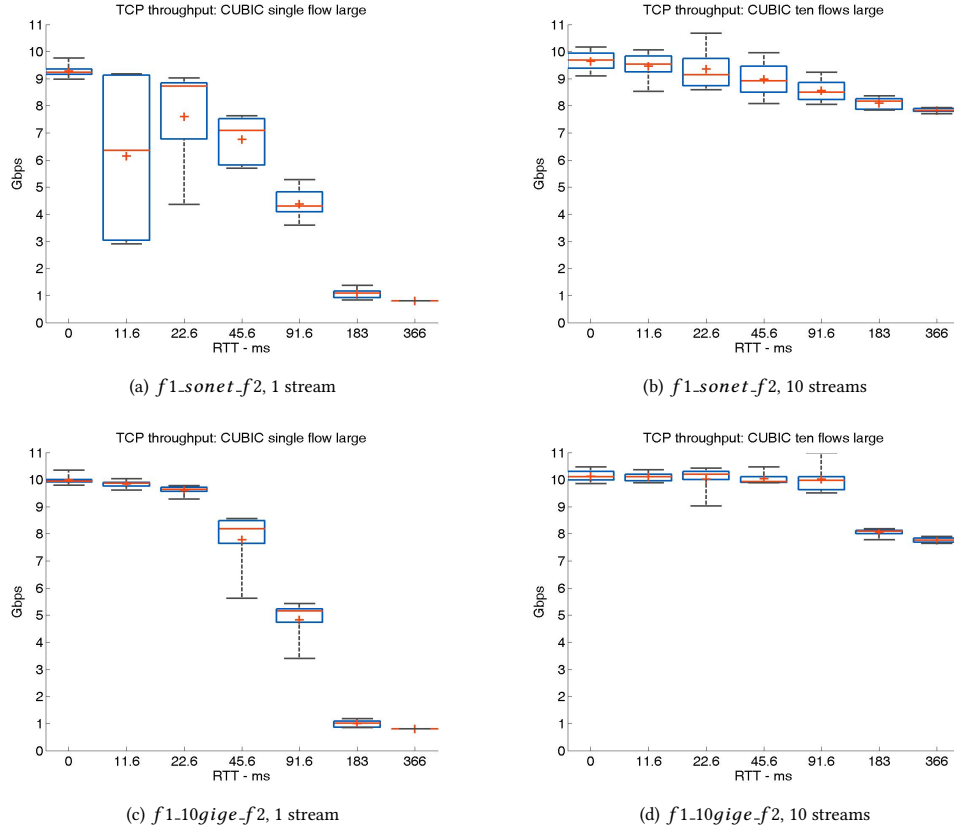 TCP throughput: CUBIC single flow large
11
10
9
8
7
6
5
4
3
2
1
0
Gbps
0 11.6 22.6 45.6 91.6 183 366
RTT - ms
(a) f1_sonet_f2, 1 stream
TCP throughput: CUBIC ten flows large
11
10
9
8
7
6
5
4
3
2
1
0
Gbps
0 11.6 22.6 45.6 91.6 183 366
RTT - ms
(b) f1_sonet_f2, 10 streams
TCP throughput: CUBIC single flow large
11
10
9
8
7
6
5
4
3
2
1
0
Gbps
0 11.6 22.6 45.6 91.6 183 366
RTT - ms
(c) f1_10gige_f2, 1 stream
TCP throughput: CUBIC ten flows large
11
10
9
8
7
6
5
4
3
2
1
0
Gbps
0 11.6 22.6 45.6 91.6 183 366
RTT - ms
(d) f1_10gige_f2, 10 streams